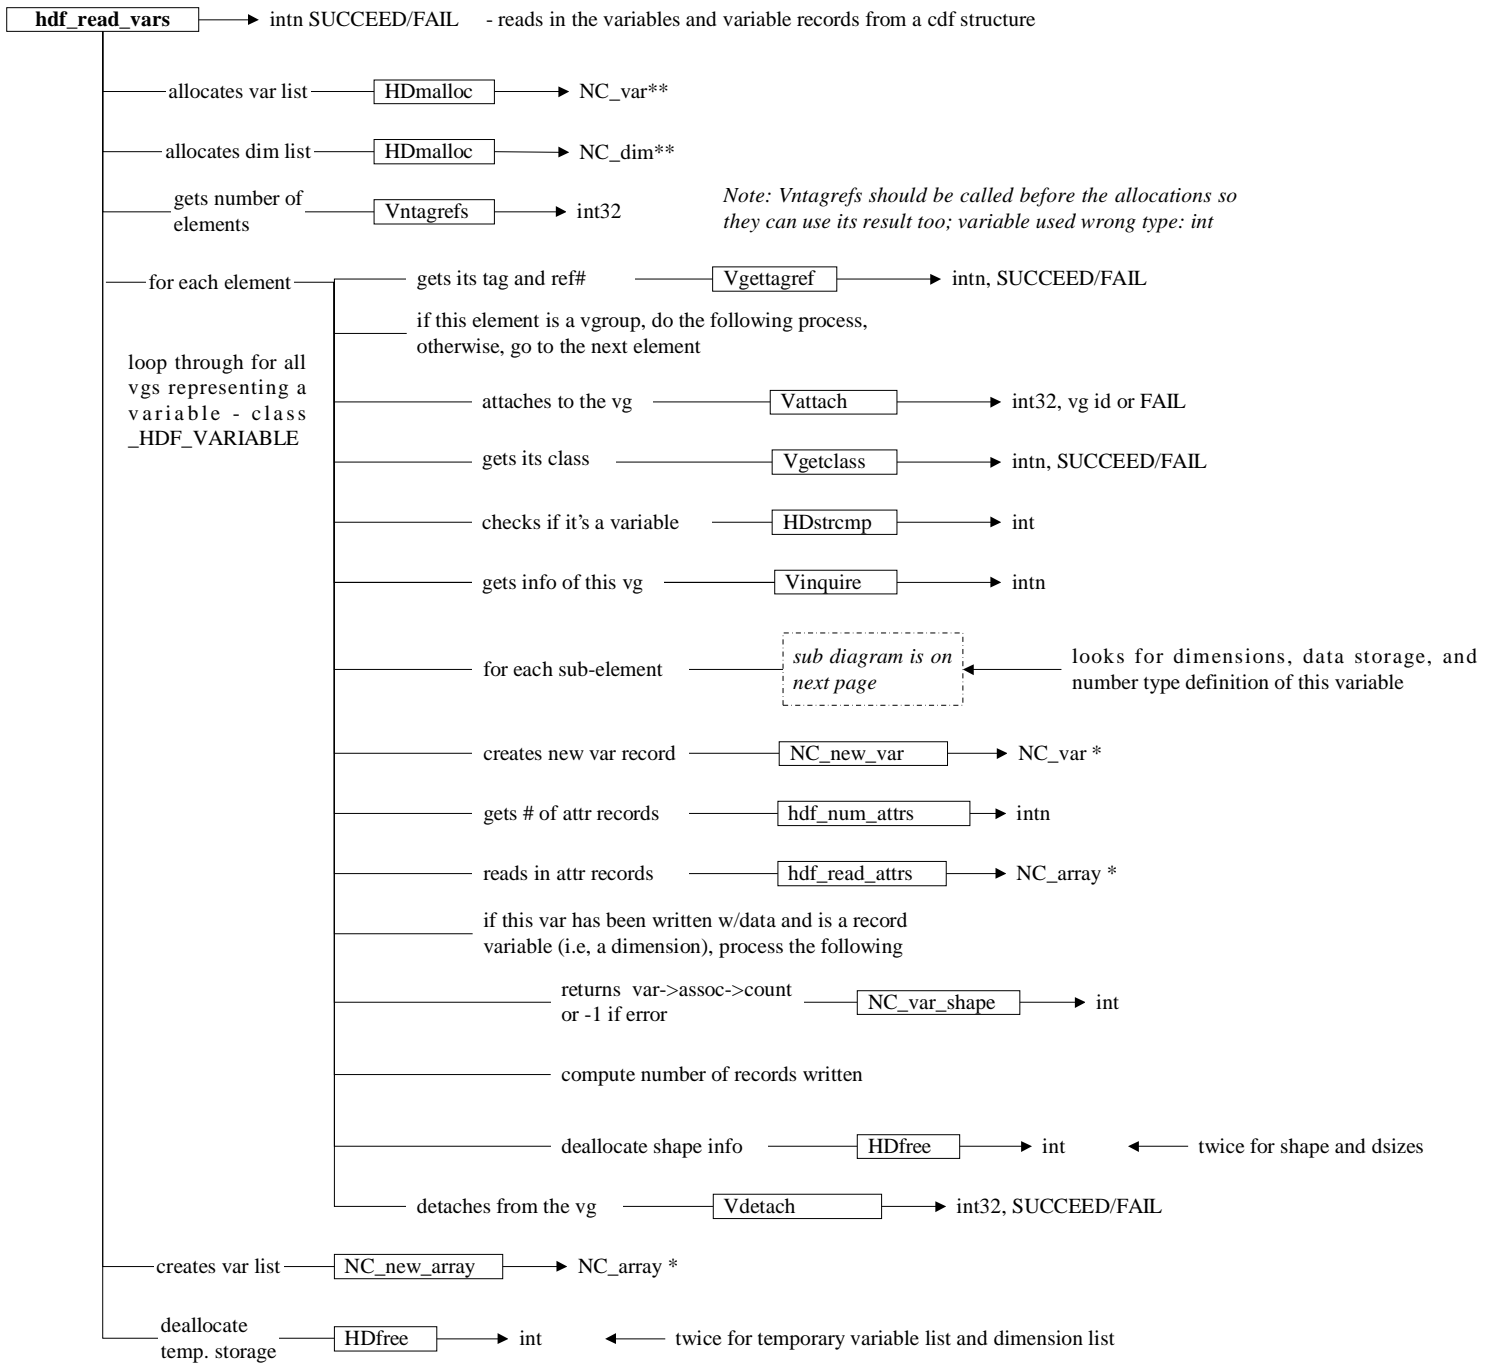 hdf_read_vars intn SUCCEED/FAIL - reads in the variables and variable records from a cdf structure
allocates var list HDmalloc NC_var**
allocates dim list HDmalloc NC_dim**
gets number of
elements
Vntagrefs int32
Note: Vntagrefs should be called before the allocations so
they can use its result too; variable used wrong type: int
for each element gets its tag and ref# Vgettagref intn, SUCCEED/FAIL
if this element is a vgroup, do the following process,
otherwise, go to the next element
loop through for all
vgs representing a
variable - class
_HDF_VARIABLE
attaches to the vg Vattach int32, vg id or FAIL
gets its class Vgetclass intn, SUCCEED/FAIL
checks if it's a variable HDstrcmp int
gets info of this vg Vinquire intn
for each sub-element
sub diagram is on
next page
looks for dimensions, data storage, and
number type definition of this variable
creates new var record NC_new_var NC_var *
gets # of attr records hdf_num_attrs intn
reads in attr records hdf_read_attrs NC_array *
if this var has been written w/data and is a record
variable (i.e, a dimension), process the following
returns var->assoc->count
or -1 if error
NC_var_shape int
compute number of records written
deallocate shape info HDfree int twice for shape and dsizes
detaches from the vg Vdetach int32, SUCCEED/FAIL
creates var list NC_new_array NC_array *
deallocate
temp. storage
HDfree int twice for temporary variable list and dimension list